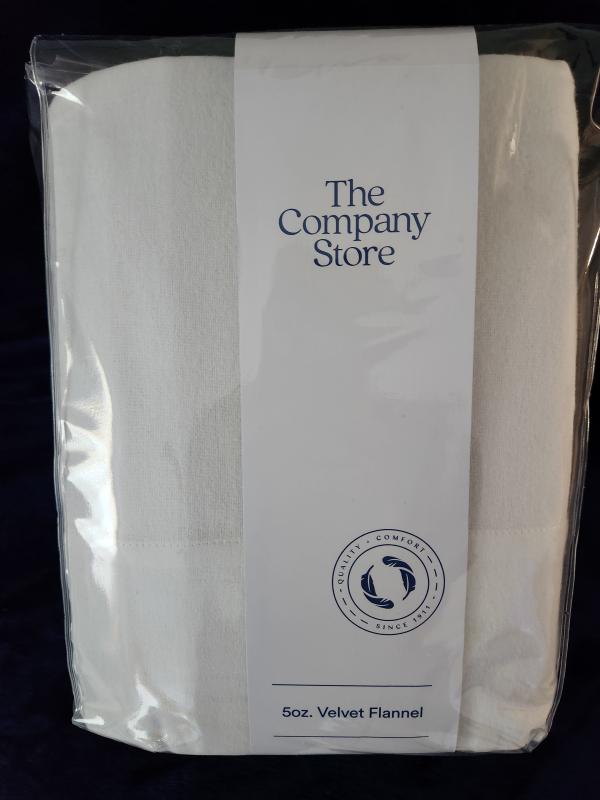 The
Company
Store
QUALITY · COMFORT
SINCE 1911
5oz. Velvet Flannel